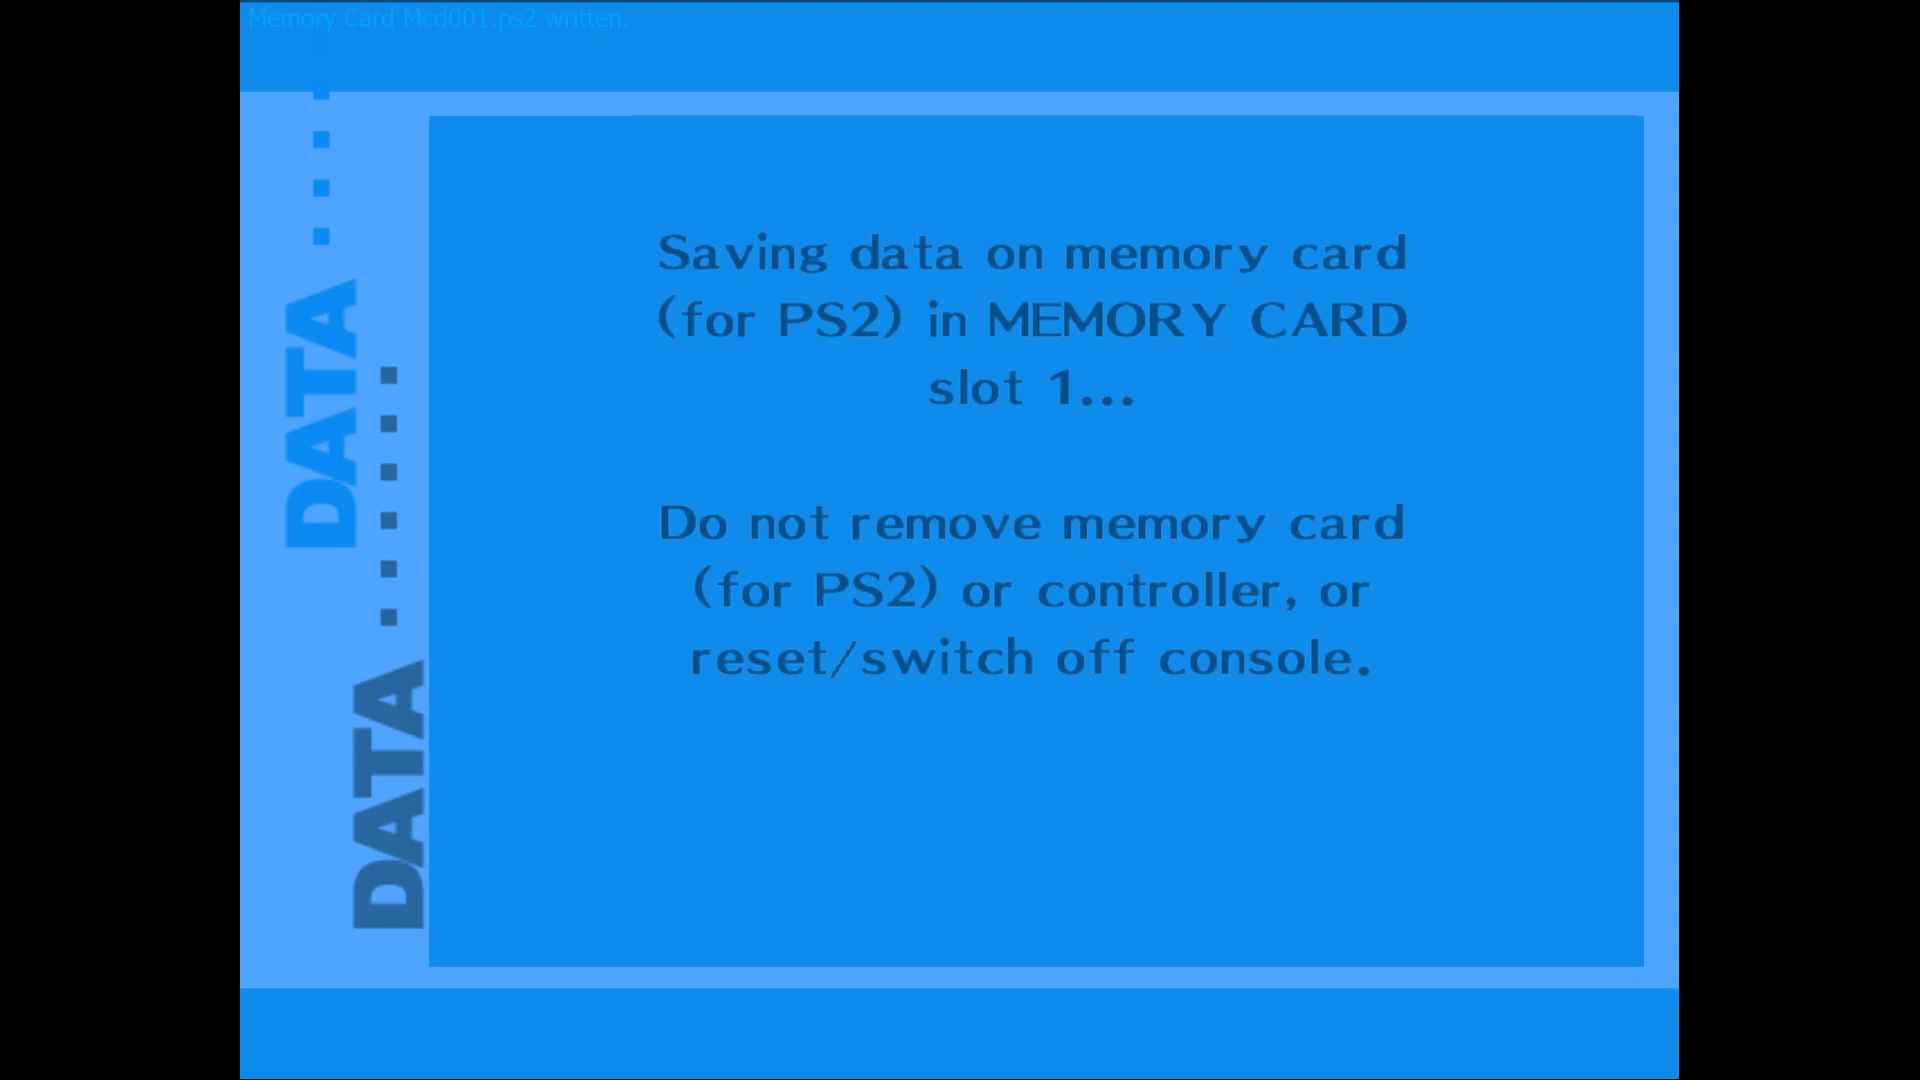 Memory Card Mcd001.ps2 written.
DATA......
DATA......
Saving data on memory card
(for PS2) in MEMORY CARD
slot 1...
Do not remove memory card
(for PS2) or controller, or
reset/switch off console.